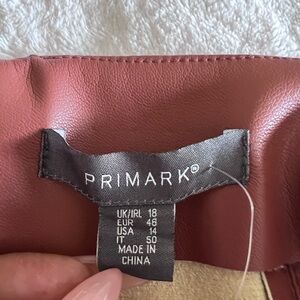 PRIMARK®
UK/IRL 18
EUR 46
USA 14
IT 50
MADE IN
CHINA